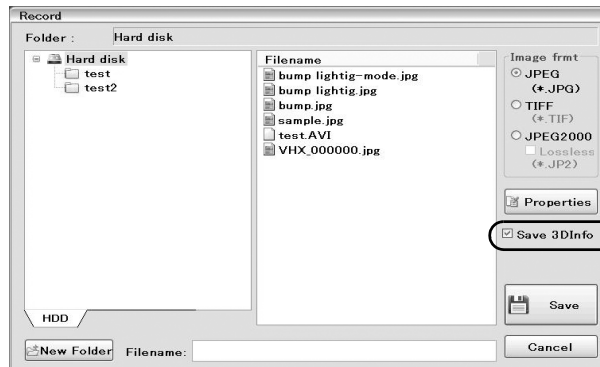 Record
Folder : Hard disk
Hard disk
test
test2
HDD
Filename
bump lightig-mode.jpg
bump lightig.jpg
bump.jpg
sample.jpg
test.AVI
VHX_000000.jpg
Image frmt
JPEG
(*.JPG)
TIFF
(*.TIF)
JPEG2000
Lossless
(*.JP2)
Properties
Save 3DInfo
Save
New Folder
Filename:
Cancel